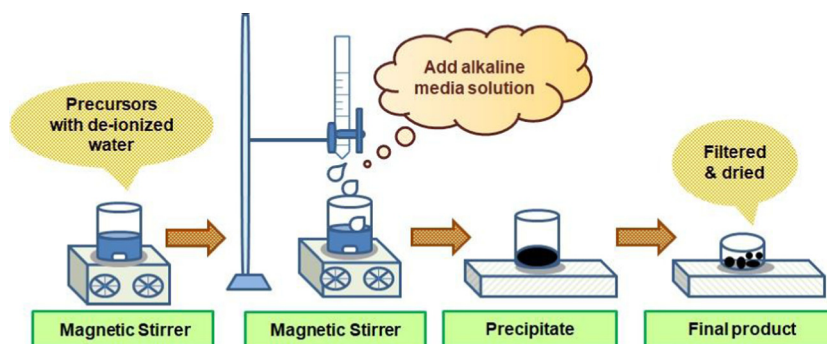 Precursors
with de-ionized
water
Add alkaline
media solution
Filtered
& dried
Magnetic Stirrer
Magnetic Stirrer
Precipitate
Final product